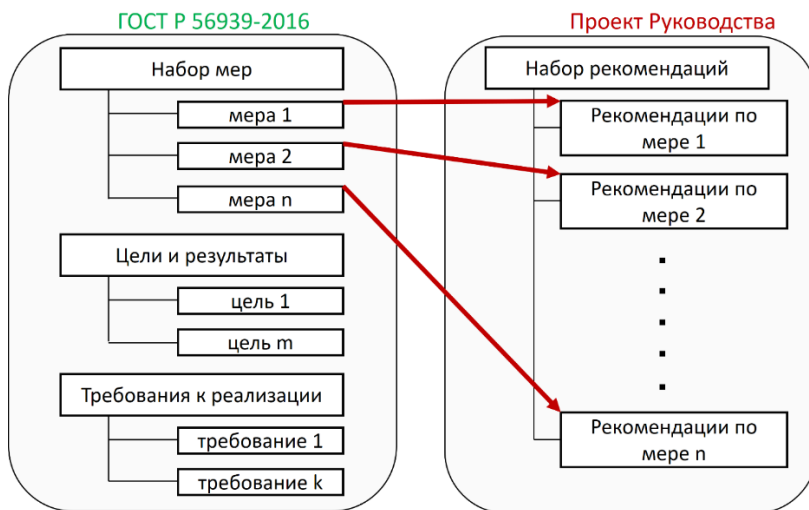 ГОСТ Р 56939-2016
Набор мер
мера 1
мера 2
мера n
Цели и результаты
цель 1
цель m
Требования к реализации
требование 1
требование k
Проект Руководства
Набор рекомендаций
Рекомендации по
мере 1
Рекомендации по
мере 2
Рекомендации по
мере n